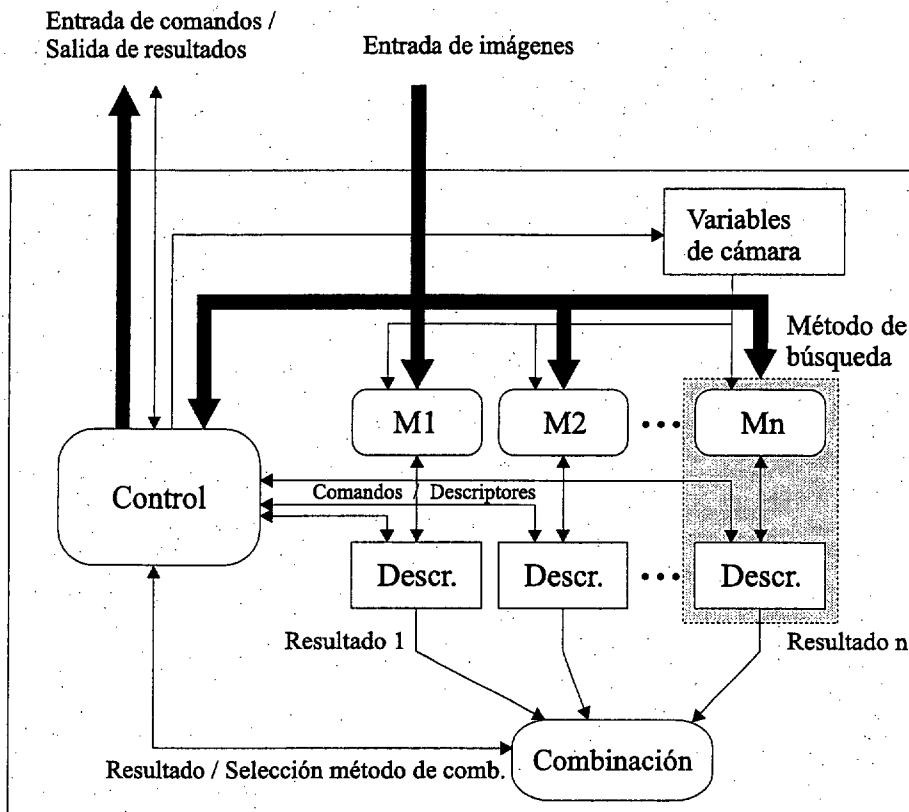 Entrada de comandos /
Salida de resultados
Entrada de imágenes
Variables
de cámara
Método de
búsqueda
M1
M2
Mn
Control
Comandos / Descriptores
Descr.
Descr.
Descr.
Resultado 1
Resultado n
Combinación
Resultado / Selección método de comb.